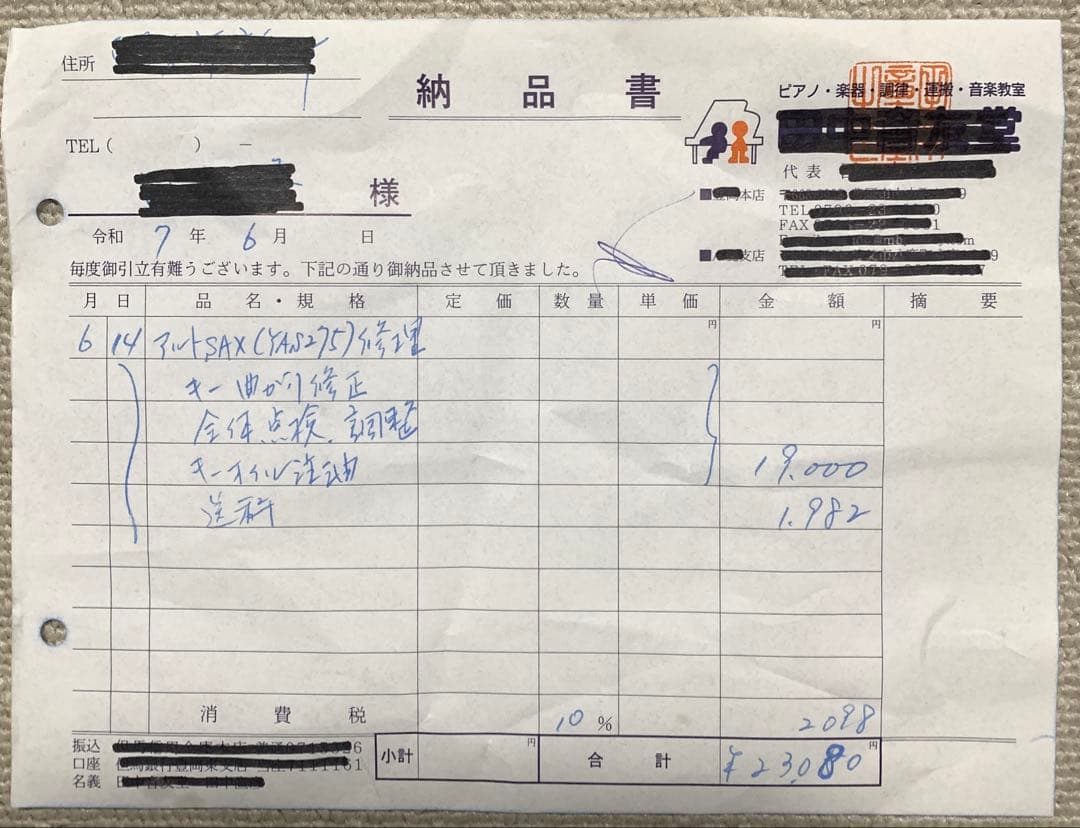 住所
納品書
ピアノ・楽器・調律・運搬・音楽教室
TEL（　　　）　―
代表
様
本店
TEL
FAX
令和 7 年 6 月 日
支店
TEL・FAX
毎度御引立有難うございます。下記の通り御納品させて頂きました。
月 日 品名・規格 定価 数量 単価 金額 摘要
6 14 アルトSAX(YAS275)修理 円 円
キー曲がり修正
全体点検、調整
キーオイル注油 19.000
送料 1.982
消費税 10 % 2098
振込
口座
名義
小計 円 合計 ¥23,080 円